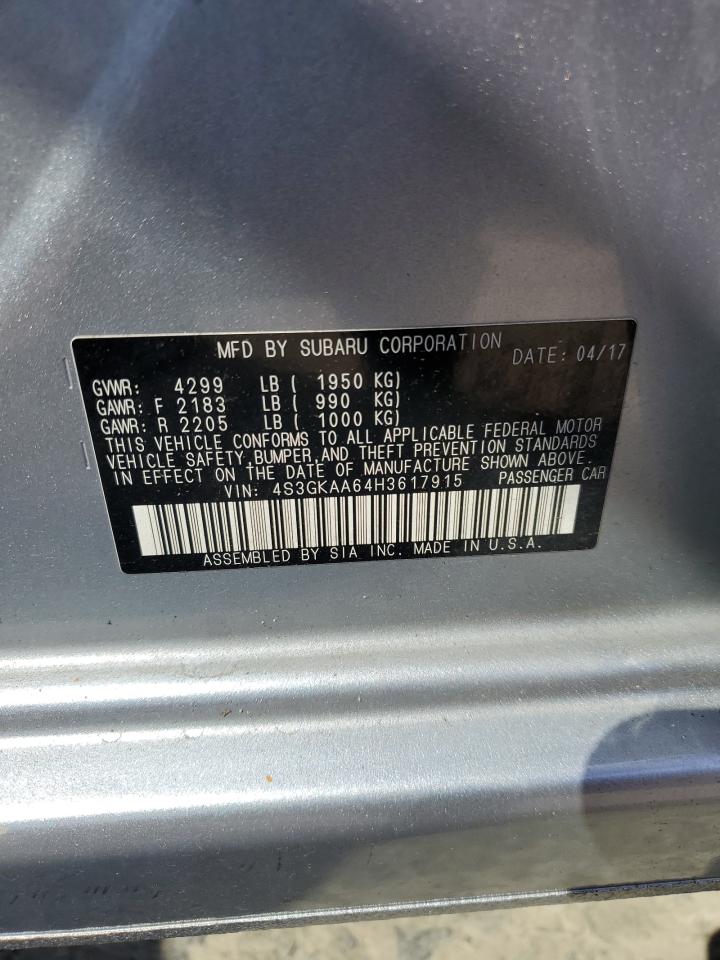 MFD BY SUBARU CORPORATION DATE: 04/17
GVWR: 4299 LB ( 1950 KG)
GAWR: F 2183 LB ( 990 KG)
GAWR: R 2205 LB ( 1000 KG)
THIS VEHICLE CONFORMS TO ALL APPLICABLE FEDERAL MOTOR
VEHICLE SAFETY,BUMPER,AND THEFT PREVENTION STANDARDS
IN EFFECT ON THE DATE OF MANUFACTURE SHOWN ABOVE.
VIN: 4S3GKAA64H3617915 PASSENGER CAR
ASSEMBLED BY SIA INC. MADE IN U.S.A.